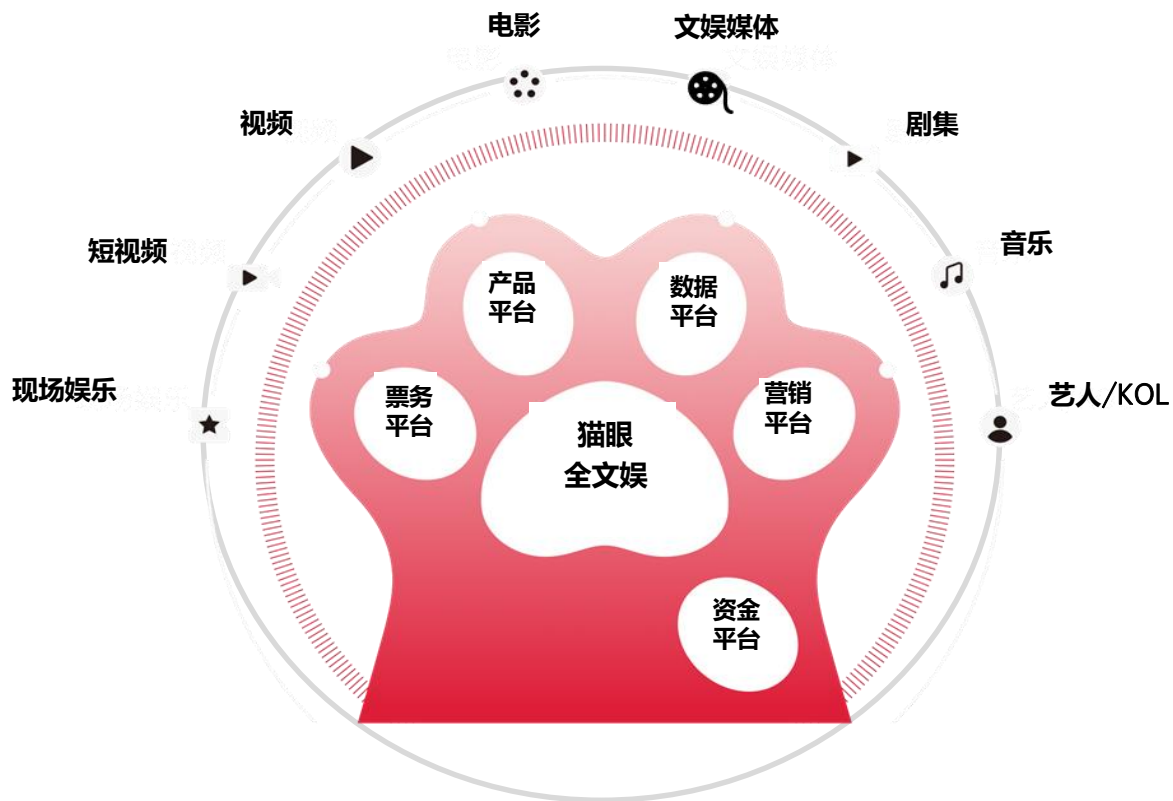 电影
文娱媒体
视频
剧集
短视频
音乐
现场娱乐
艺人/KOL
产品
平台
数据
平台
票务
平台
营销
平台
猫眼
全文娱
资金
平台